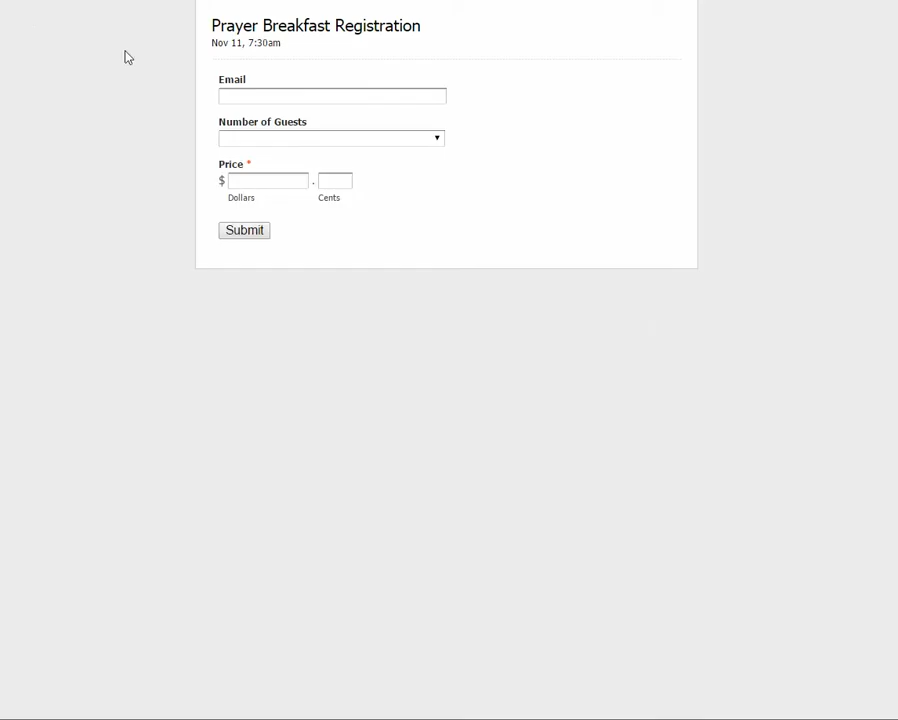 Prayer Breakfast Registration
Nov 11, 7:30am
Email
Number of Guests
Price *
$ .
Dollars Cents
Submit